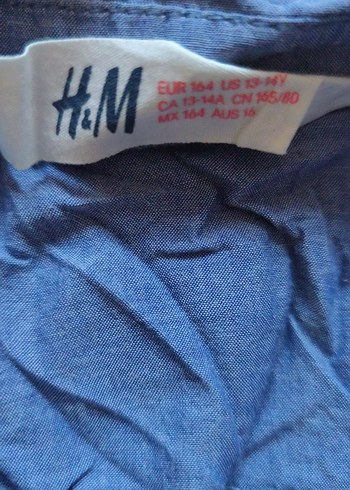 H&M
EUR 164 US 13-14Y
CA 13-14A CN 165/80
MX 164 AUS 16